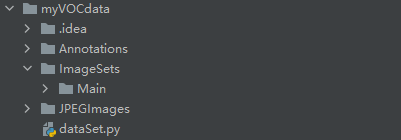 myVOCdata
.idea
Annotations
ImageSets
Main
JPEGImages
dataSet.py